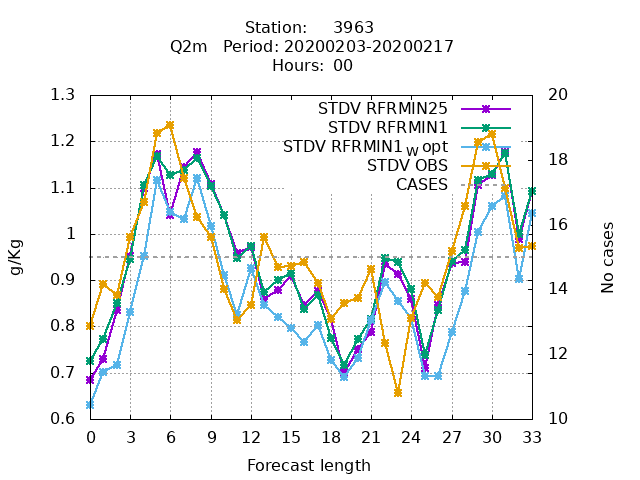 Station: 3963
Q2m Period: 20200203-20200217
Hours: 00
1.3
1.2
1.1
1
0.9
0.8
0.7
0.6
g/Kg
STDV RFRMIN25
STDV RFRMIN1
STDV RFRMIN1 w opt
STDV OBS
CASES
20
18
16
14
12
10
No cases
0 3 6 9 12 15 18 21 24 27 30 33
Forecast length